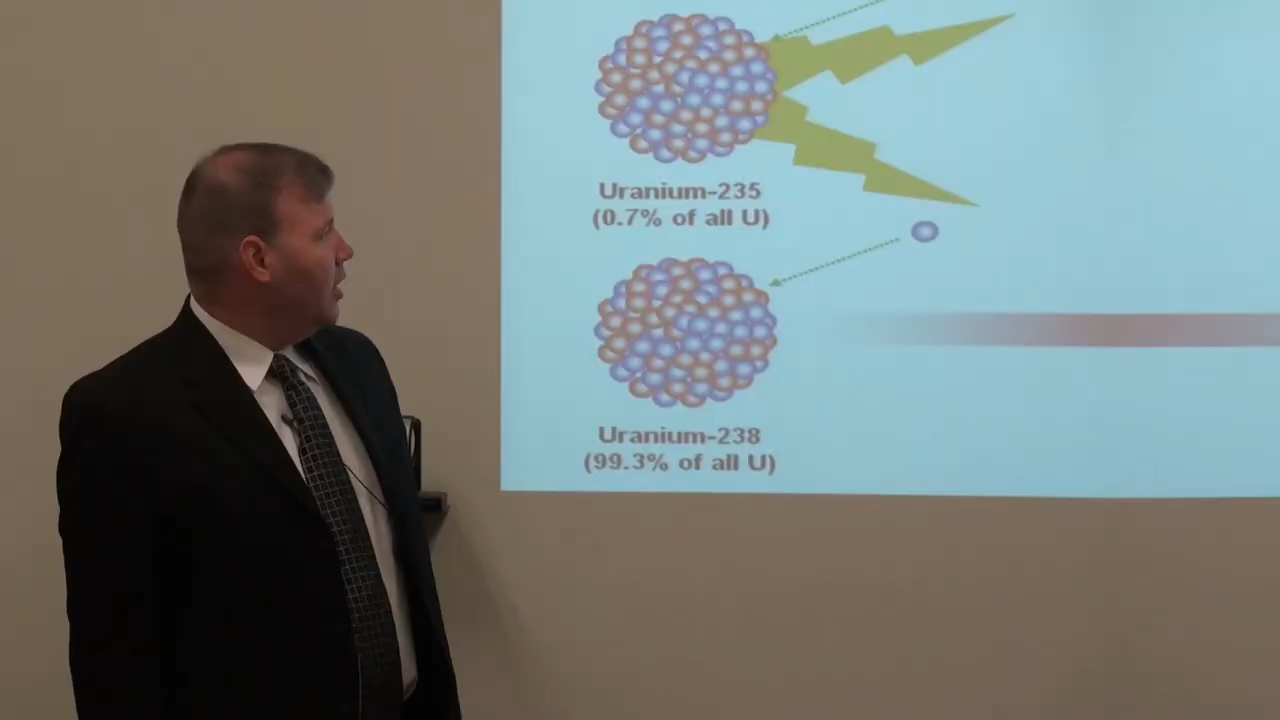 Uranium-235
(0.7% of all U)
Uranium-238
(99.3% of all U)